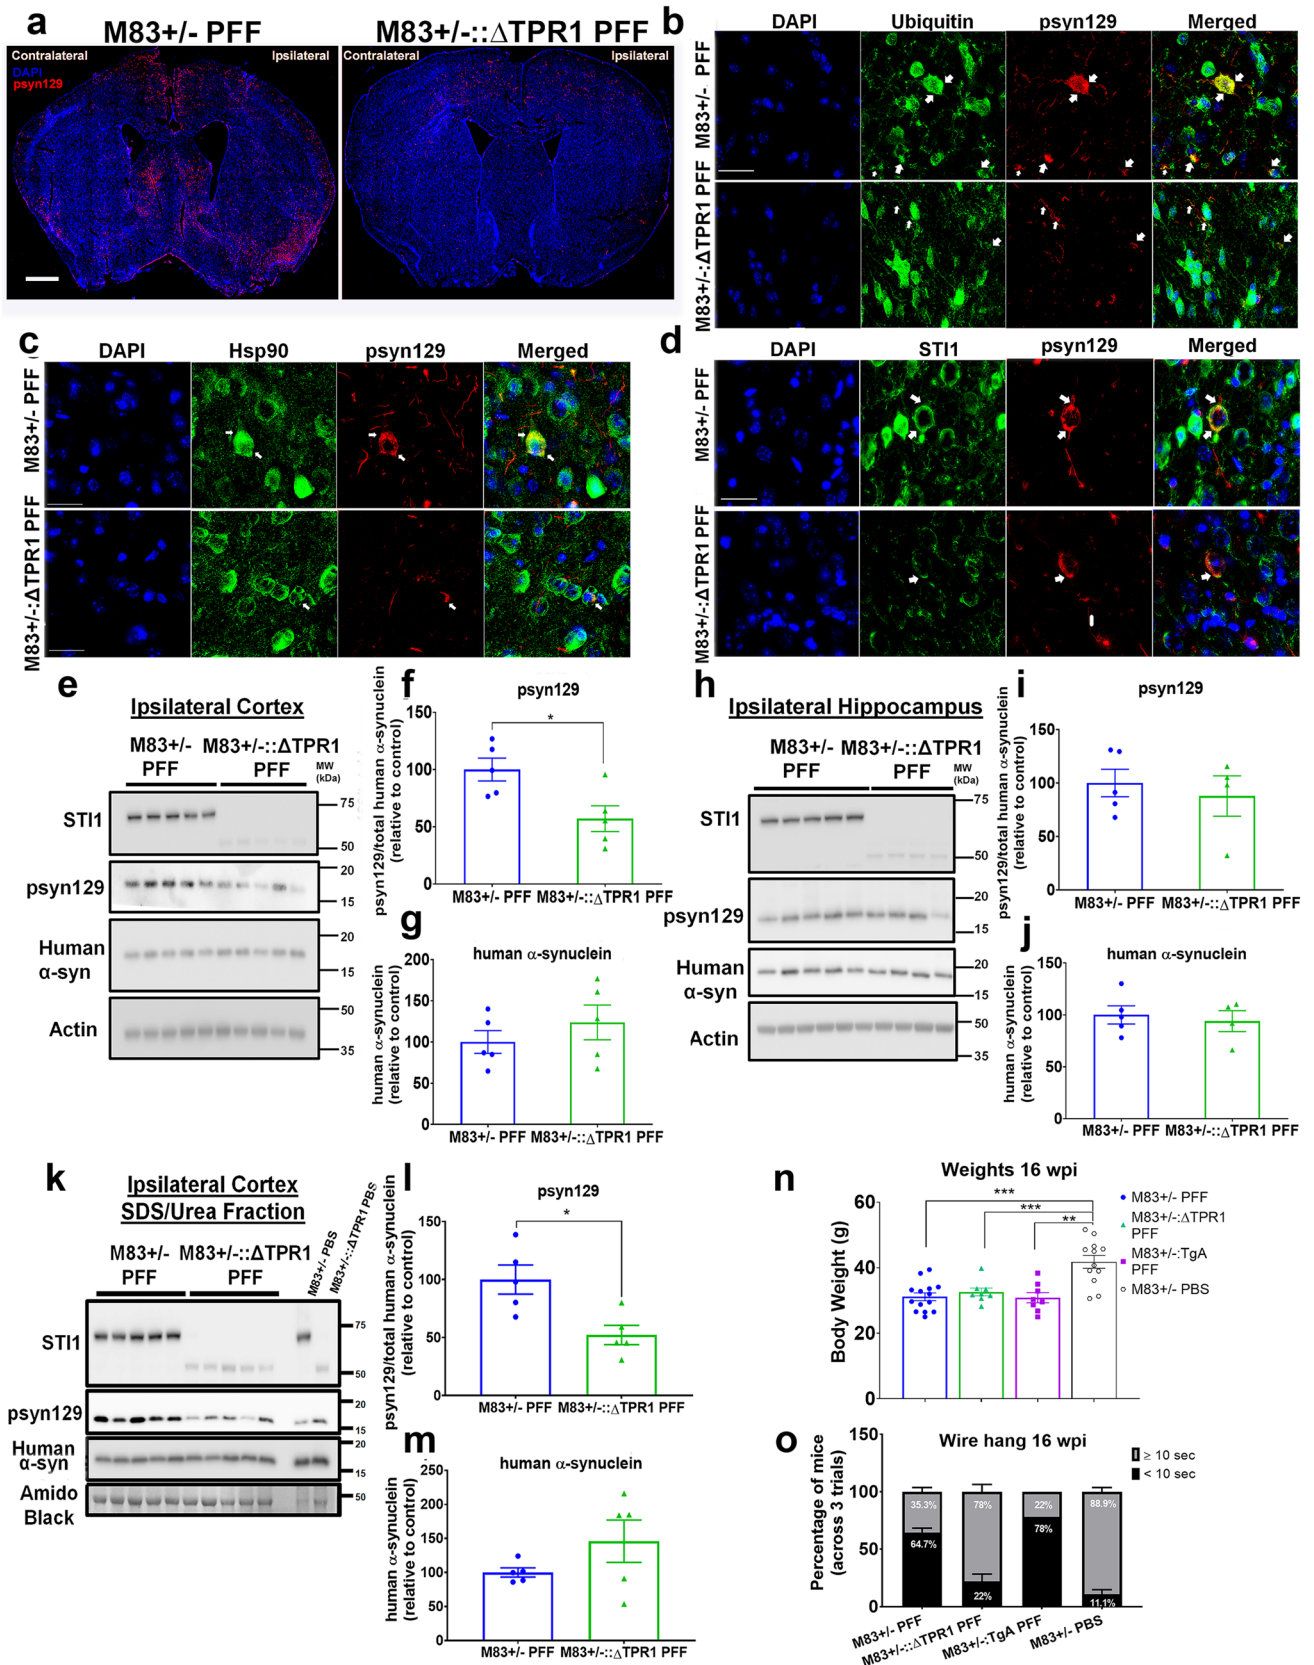 a
M83+/- PFF
M83+/-::ΔTPR1 PFF
Contralateral
Ipsilateral
Contralateral
Ipsilateral
DAPI
psyn129
b
DAPI
Ubiquitin
psyn129
Merged
M83+/- PFF
M83+/-:ΔTPR1 PFF
c
DAPI
Hsp90
psyn129
Merged
M83+/- PFF
M83+/-:ΔTPR1 PFF
d
DAPI
STI1
psyn129
Merged
M83+/- PFF
M83+/-:ΔTPR1 PFF
e
Ipsilateral Cortex
M83+/-
PFF
M83+/-::ΔTPR1
PFF
MW
(kDa)
STI1
75
50
psyn129
20
15
Human
α-syn
20
15
Actin
50
35
f
psyn129
psyn129/total human α-synuclein
(relative to control)
150
100
50
0
*
M83+/- PFF
M83+/-::ΔTPR1 PFF
g
human α-synuclein
human α-synuclein
(relative to control)
200
150
100
50
0
M83+/- PFF
M83+/-::ΔTPR1 PFF
h
Ipsilateral Hippocampus
M83+/-
PFF
M83+/-::ΔTPR1
PFF
MW
(kDa)
STI1
75
50
psyn129
20
15
Human
α-syn
20
15
Actin
50
35
i
psyn129
psyn129/total human α-synuclein
(relative to control)
150
100
50
0
M83+/- PFF
M83+/-::ΔTPR1 PFF
j
human α-synuclein
human α-synuclein
(relative to control)
150
100
50
0
M83+/- PFF
M83+/-::ΔTPR1 PFF
k
Ipsilateral Cortex
SDS/Urea Fraction
M83+/-
PFF
M83+/-::ΔTPR1
PFF
M83+/- PBS
M83+/-::ΔTPR1 PBS
STI1
75
50
psyn129
20
15
Human
α-syn
20
15
Amido
Black
50
l
psyn129
psyn129/total human α-synuclein
(relative to control)
150
100
50
0
*
M83+/- PFF
M83+/-::ΔTPR1 PFF
m
human α-synuclein
human α-synuclein
(relative to control)
250
200
150
100
50
0
M83+/- PFF
M83+/-::ΔTPR1 PFF
n
Weights 16 wpi
Body Weight (g)
60
40
20
0
***
***
**
M83+/- PFF
M83+/-:ΔTPR1
PFF
M83+/-:TgA
PFF
M83+/- PBS
o
Wire hang 16 wpi
Percentage of mice
(across 3 trials)
150
100
50
0
≥ 10 sec
< 10 sec
35.3%
78%
22%
88.9%
64.7%
22%
78%
11.1%
M83+/- PFF
M83+/-::ΔTPR1 PFF
M83+/-:TgA PFF
M83+/- PBS